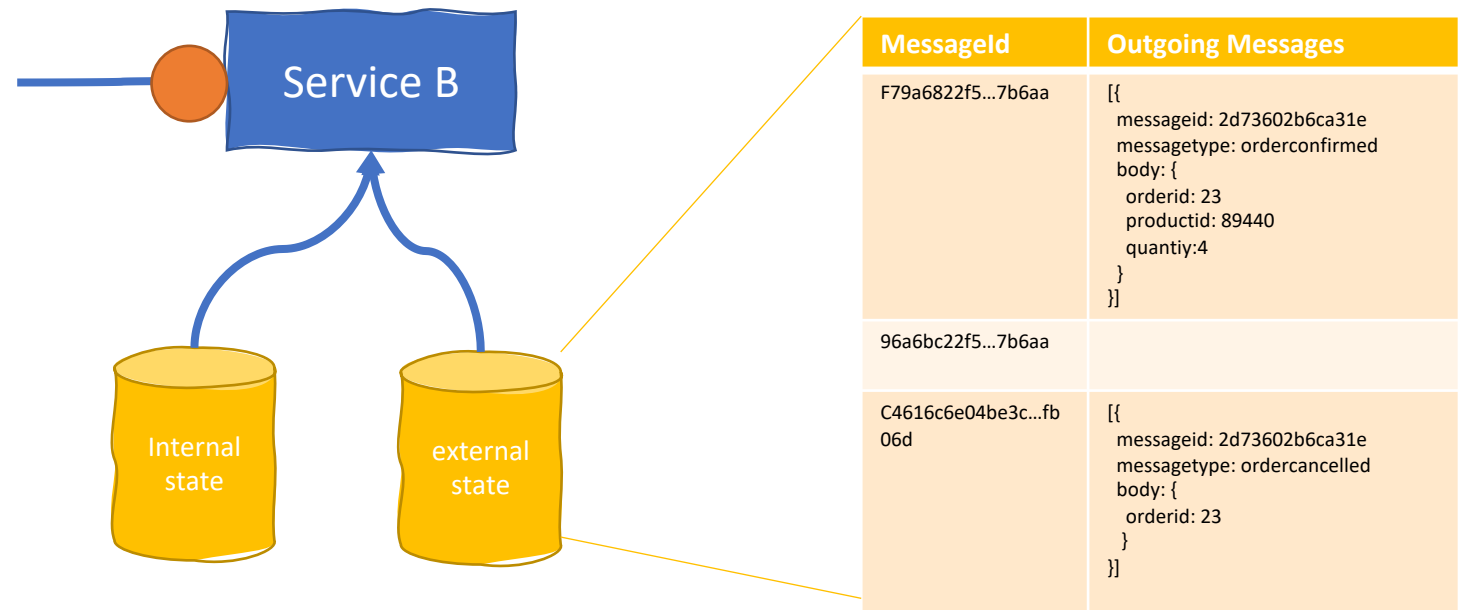 Service B
Internal
state
external
state
MessageId Outgoing Messages
F79a6822f5...7b6aa
[{
messageid: 2d73602b6ca31e
messagetype: orderconfirmed
body: {
orderid: 23
productid: 89440
quantiy:4
}
}]
96a6bc22f5...7b6aa
C4616c6e04be3c...fb
06d
[{
messageid: 2d73602b6ca31e
messagetype: ordercancelled
body: {
orderid: 23
}
}]